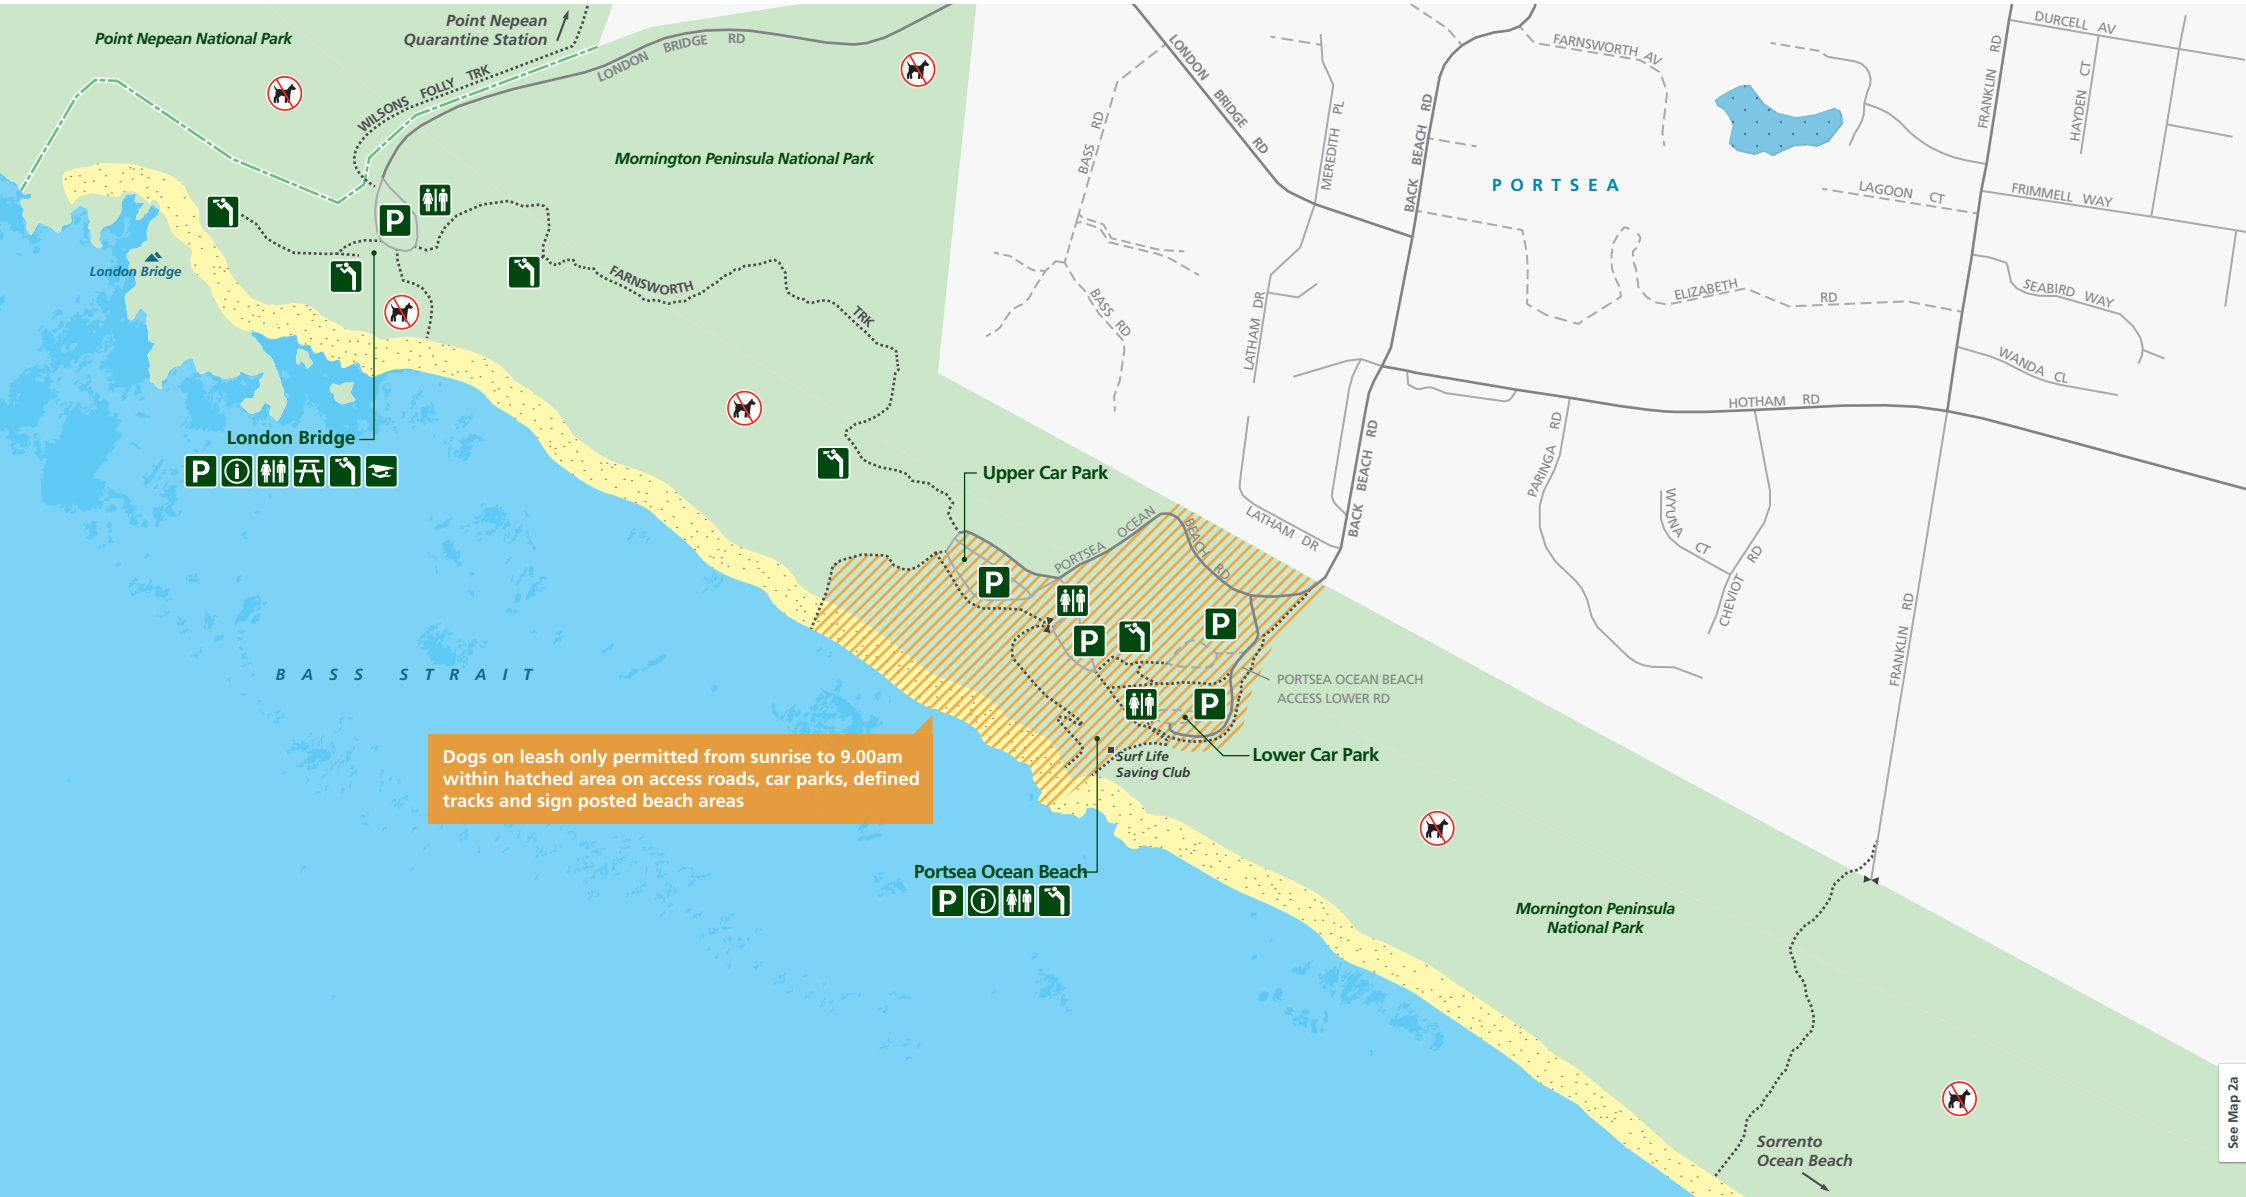 Point Nepean National Park
Point Nepean
Quarantine Station
WILSONS FOLLY TRK
LONDON BRIDGE RD
Mornington Peninsula National Park
LONDON BRIDGE RD
BASS RD
BASS RD
MEREDITH PL
LATHAM DR
BACK BEACH RD
FARNSWORTH AV
PORTSEA
FRANKLIN RD
DURCELL AV
HAYDEN CT
LAGOON CT
FRIMMELL WAY
ELIZABETH RD
SEABIRD WAY
WANDA CL
HOTHAM RD
P
London Bridge
FARNSWORTH TRK
London Bridge
P i
Upper Car Park
PORTSEA OCEAN BEACH RD
LATHAM DR
BACK BEACH RD
PARINGA RD
WYUNA CT
CHEVIOT RD
FRANKLIN RD
P
P
P
P
PORTSEA OCEAN BEACH
ACCESS LOWER RD
BASS STRAIT
Dogs on leash only permitted from sunrise to 9.00am
within hatched area on access roads, car parks, defined
tracks and sign posted beach areas
Surf Life
Saving Club
Lower Car Park
Portsea Ocean Beach
P i
Mornington Peninsula
National Park
Sorrento
Ocean Beach
See Map 2a